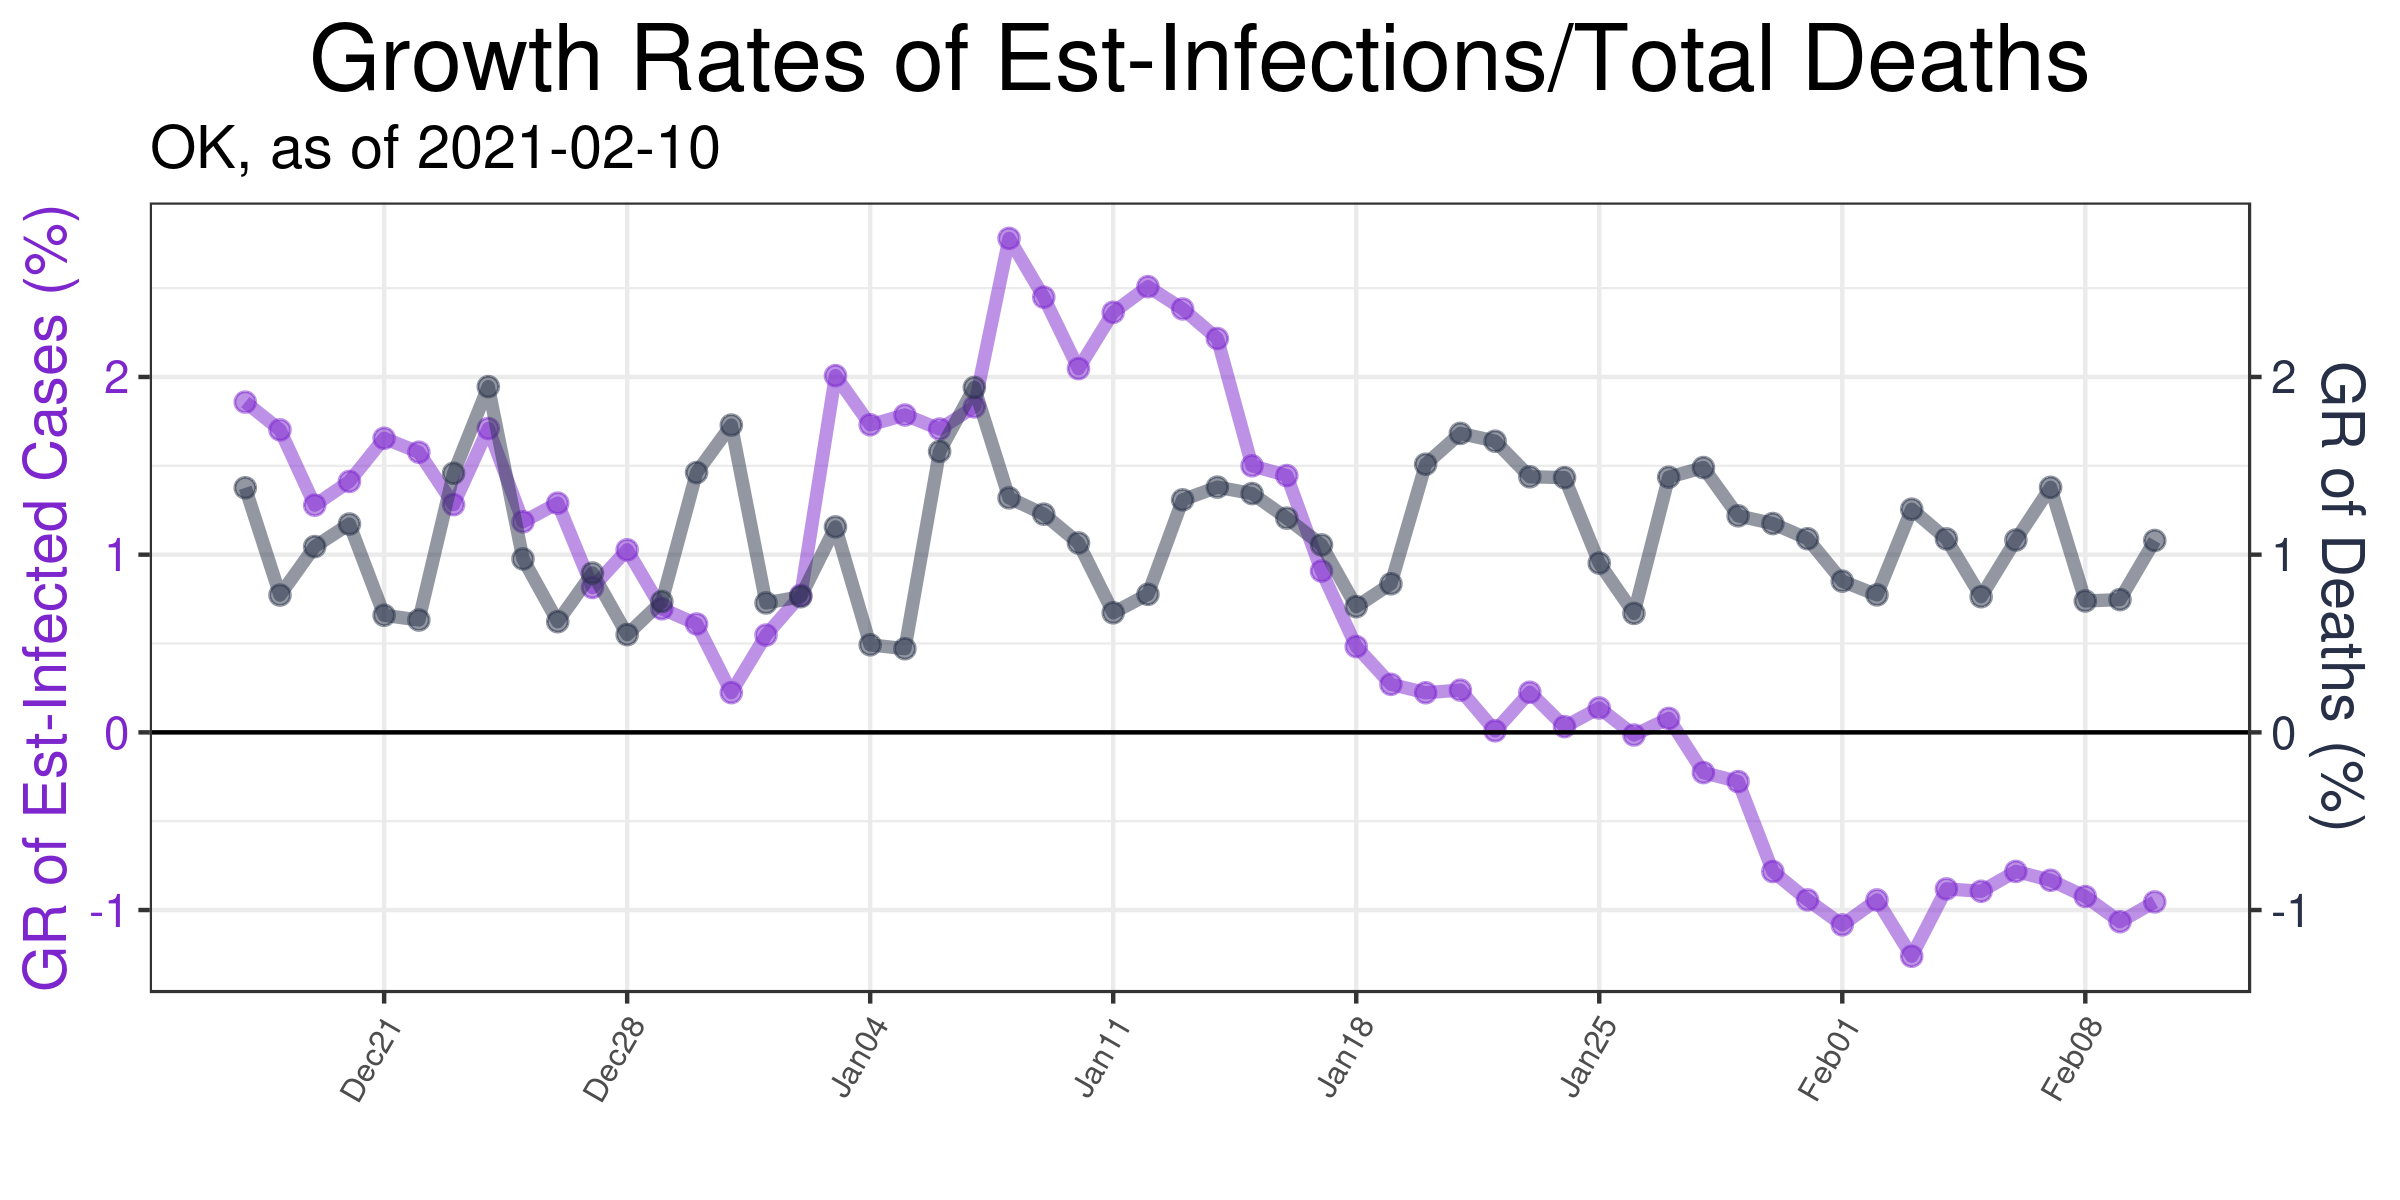 Growth Rates of Est-Infections/Total Deaths
OK, as of 2021-02-10
GR of Est-Infected Cases (%)
2
1
0
-1
2
1
0
-1
GR of Deaths (%)
Dec21
Dec28
Jan04
Jan11
Jan18
Jan25
Feb01
Feb08